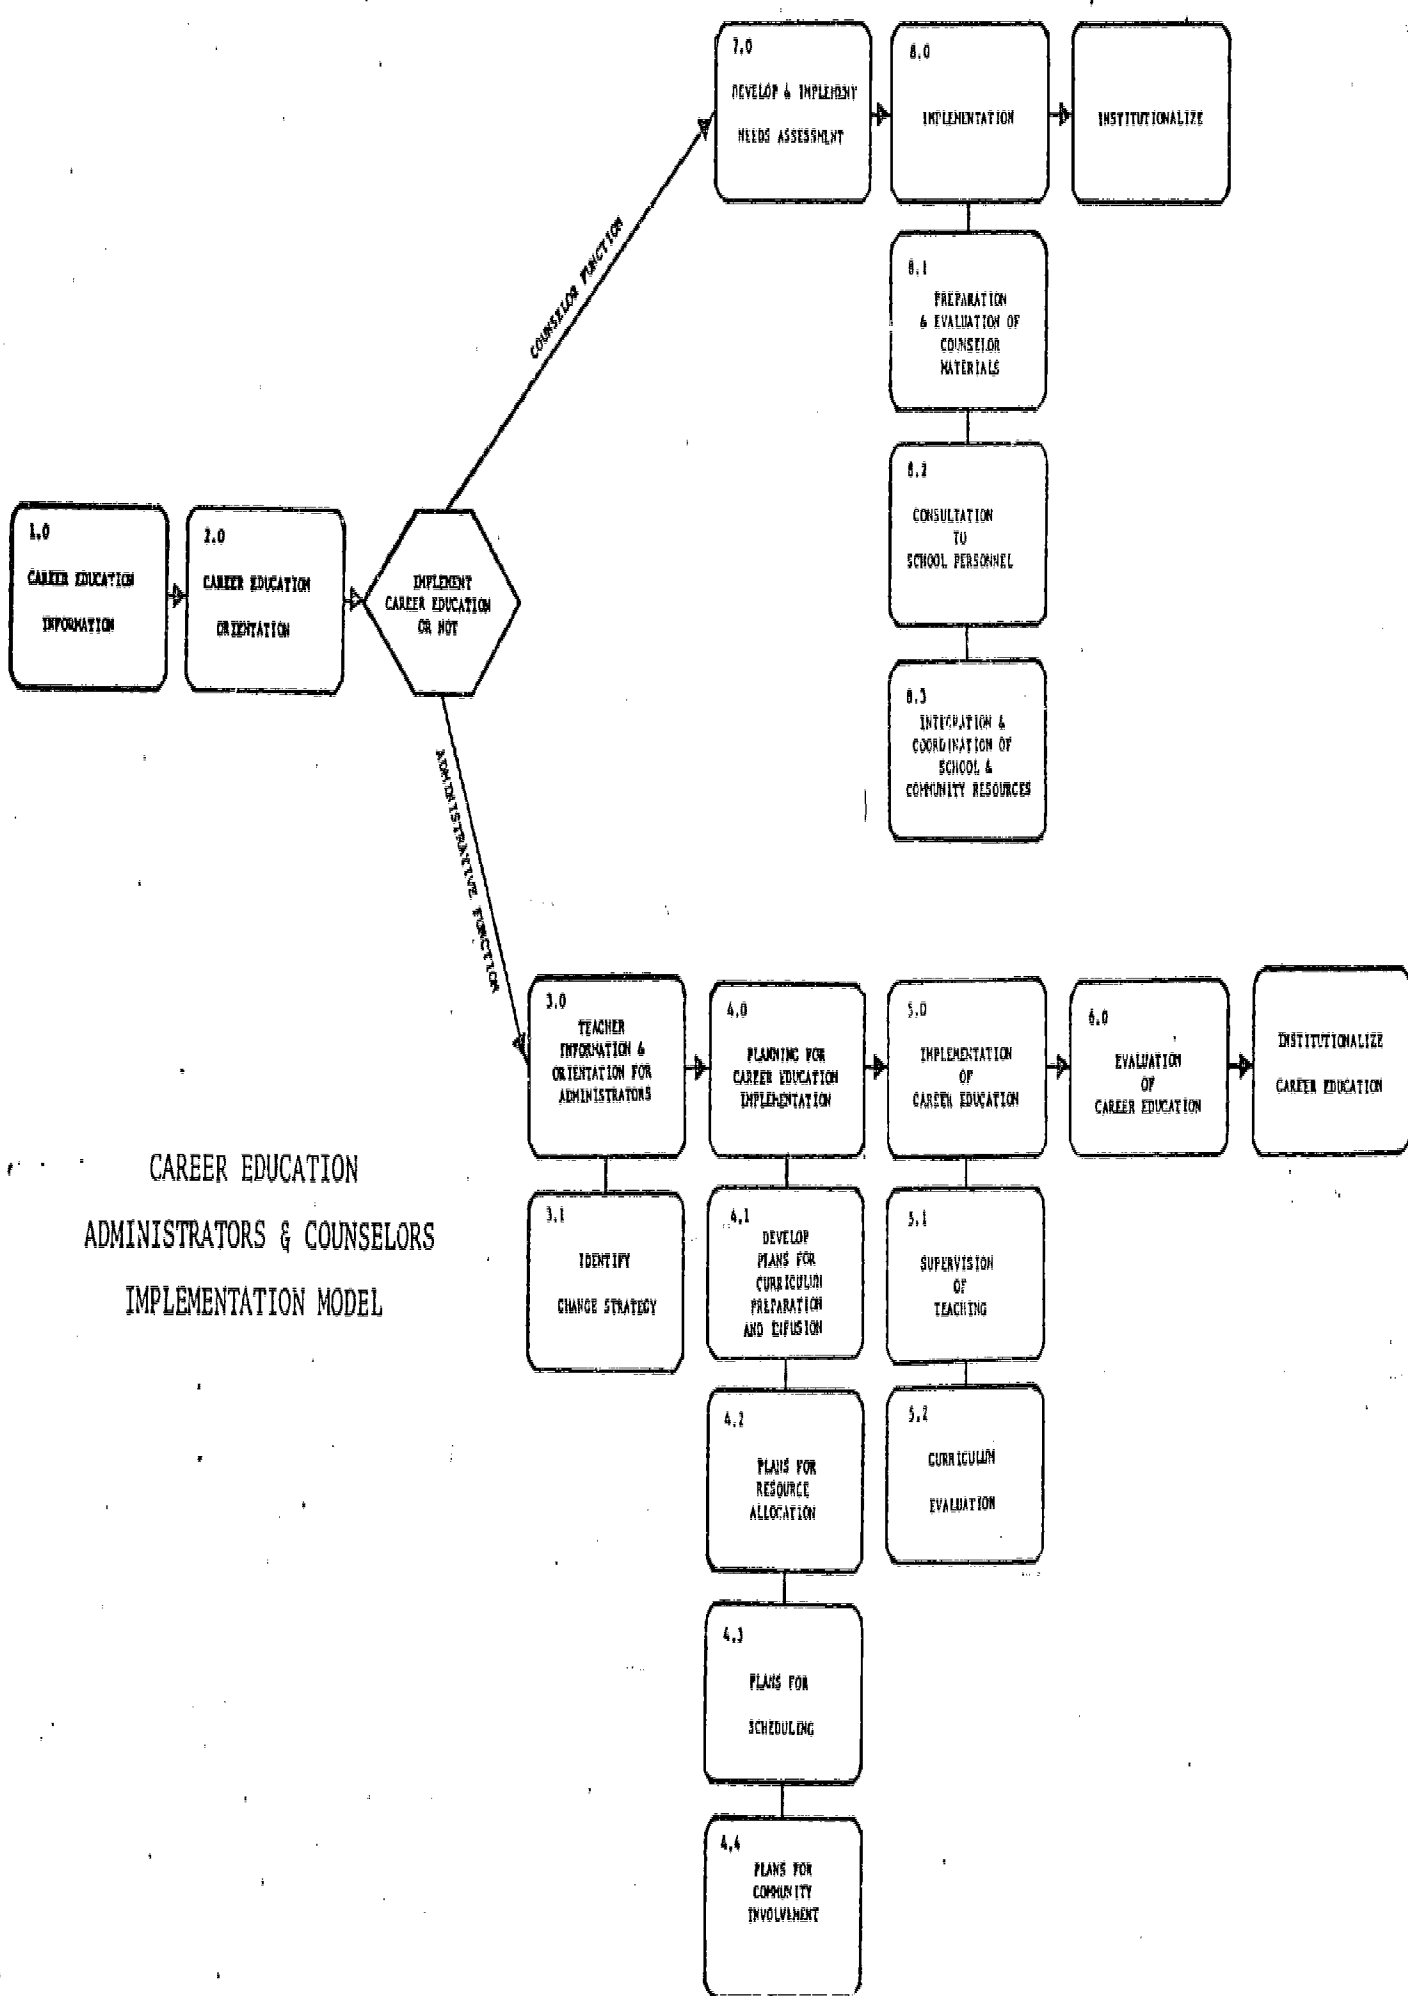 1.0
CAREER EDUCATION
INFORMATION
2.0
CAREER EDUCATION
ORIENTATION
IMPLEMENT
CAREER EDUCATION
OR NOT
COUNSELOR FUNCTION
7.0
DEVELOP & IMPLEMENT
NEEDS ASSESSMENT
8.0
IMPLEMENTATION
INSTITUTIONALIZE
8.1
PREPARATION
& EVALUATION OF
COUNSELOR
MATERIALS
8.2
CONSULTATION
TO
SCHOOL PERSONNEL
8.3
INTEGRATION &
COORDINATION OF
SCHOOL &
COMMUNITY RESOURCES
ADMINISTRATIVE FUNCTION
3.0
TEACHER
INFORMATION &
ORIENTATION FOR
ADMINISTRATORS
3.1
IDENTIFY
CHANGE STRATEGY
4.0
PLANNING FOR
CAREER EDUCATION
IMPLEMENTATION
4.1
DEVELOP
PLANS FOR
CURRICULUM
PREPARATION
AND DIFUSION
4.2
PLANS FOR
RESOURCE
ALLOCATION
4.3
PLANS FOR
SCHEDULING
4.4
PLANS FOR
COMMUNITY
INVOLVEMENT
5.0
IMPLEMENTATION
OF
CAREER EDUCATION
5.1
SUPERVISION
OF
TEACHING
5.2
CURRICULUM
EVALUATION
6.0
EVALUATION
OF
CAREER EDUCATION
INSTITUTIONALIZE
CAREER EDUCATION
CAREER EDUCATION
ADMINISTRATORS & COUNSELORS
IMPLEMENTATION MODEL